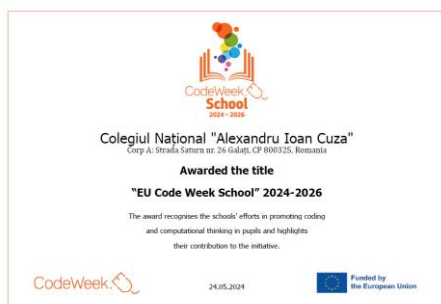 CodeWeek
School
2024 - 2026
Colegiul Național "Alexandru Ioan Cuza"
Corp A: Strada Saturn nr. 26 Galați, CP 800325, Romania
Awarded the title
"EU Code Week School" 2024-2026
The award recognises the schools' efforts in promoting coding
and computational thinking in pupils and highlights
their contribution to the initiative.
CodeWeek
24.05.2024
Funded by
the European Union